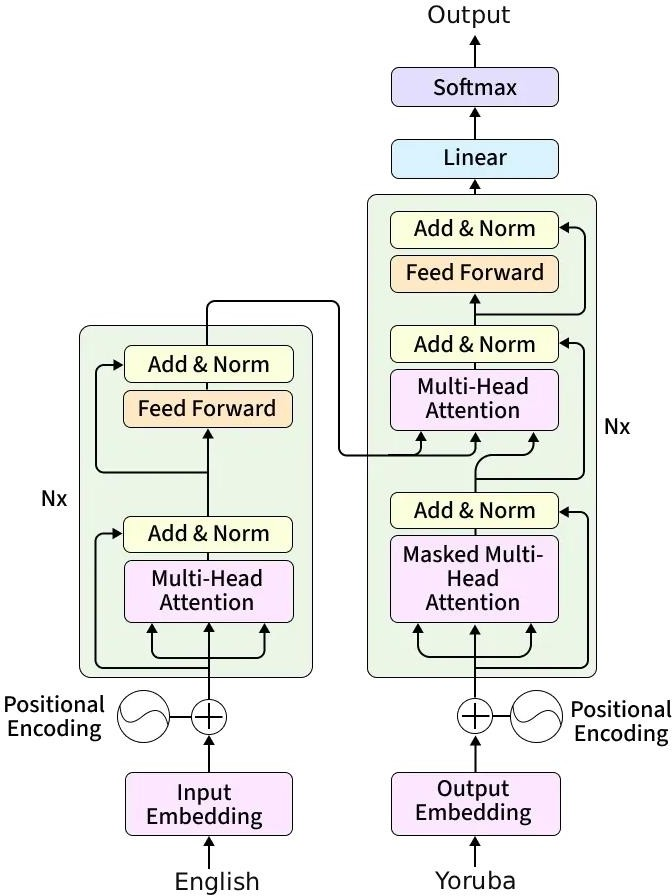 Output
Softmax
Linear
Add & Norm
Feed Forward
Add & Norm
Multi-Head
Attention
Nx
Add & Norm
Masked Multi-
Head
Attention
Positional
Encoding
Output
Embedding
Yoruba
Add & Norm
Feed Forward
Nx
Add & Norm
Multi-Head
Attention
Positional
Encoding
Input
Embedding
English